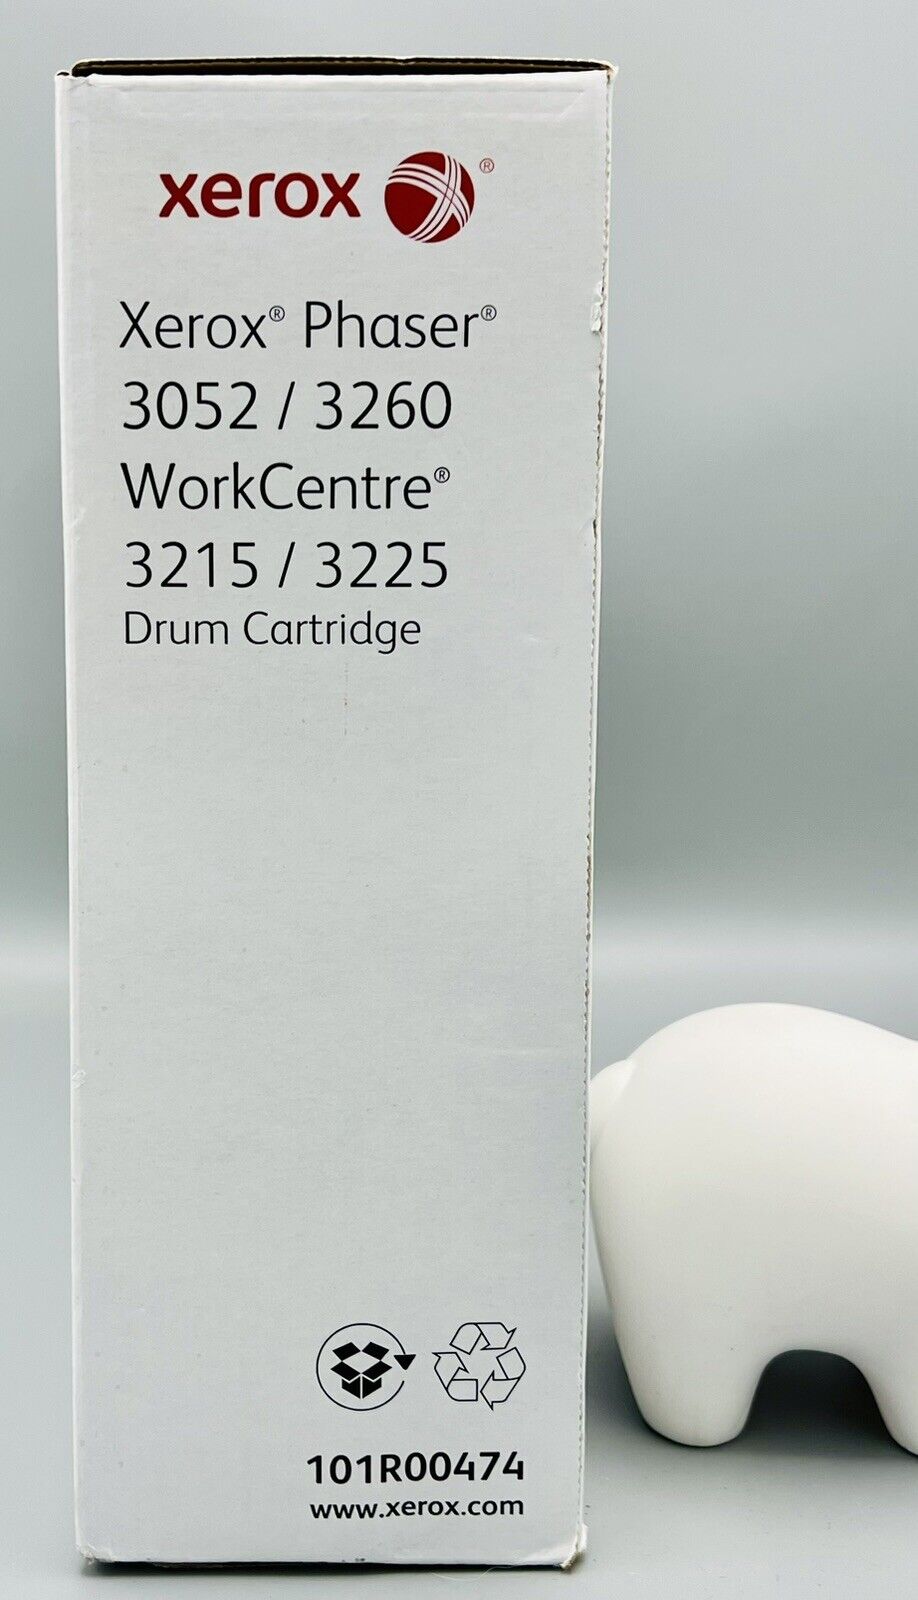 xerox ®
Xerox® Phaser®
3052 / 3260
WorkCentre®
3215 / 3225
Drum Cartridge
101R00474
www.xerox.com